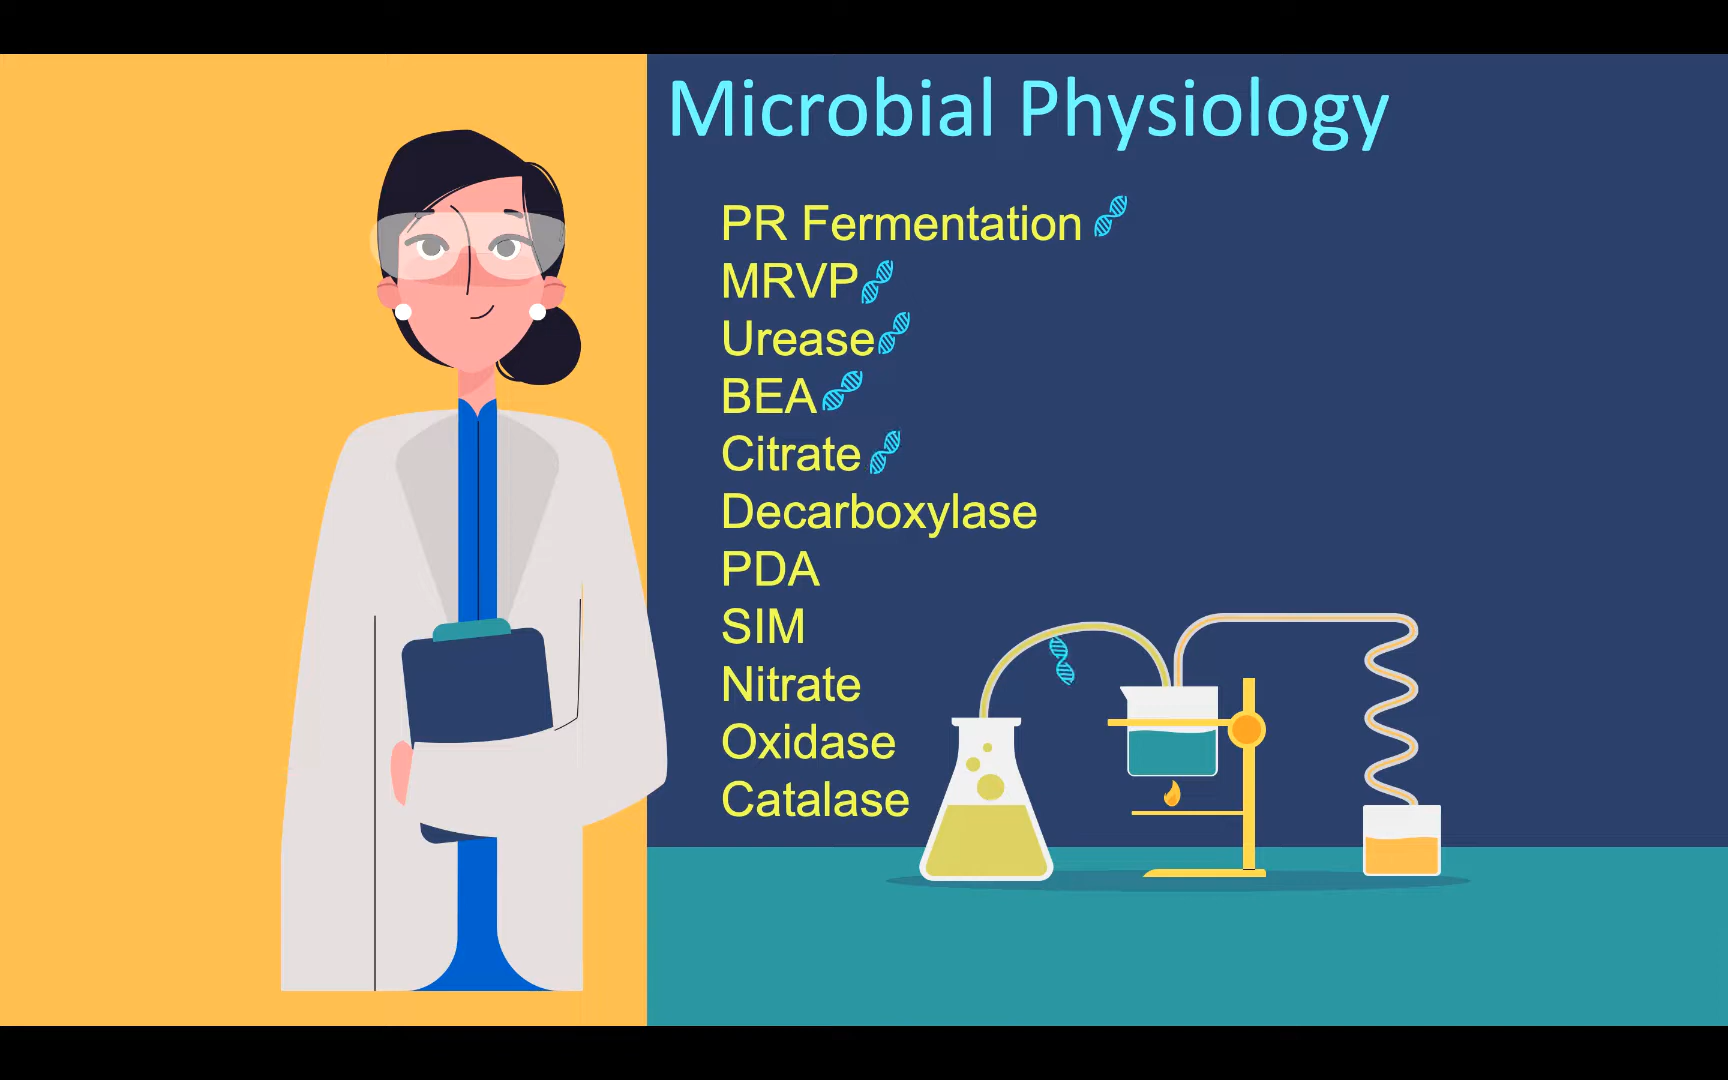 Microbial Physiology
PR Fermentation
MRVP
Urease
BEA
Citrate
Decarboxylase
PDA
SIM
Nitrate
Oxidase
Catalase